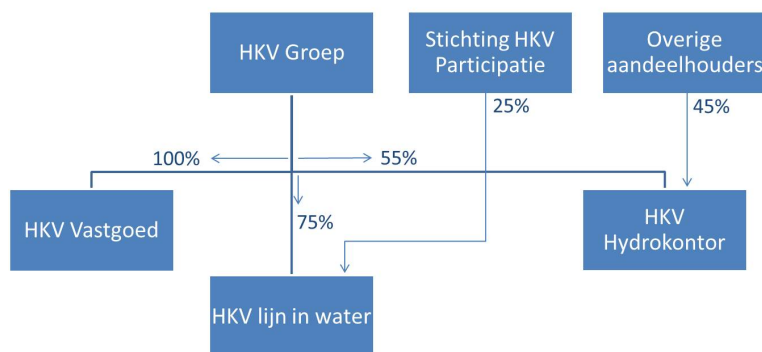 HKV Groep
Stichting HKV
Participatie
Overige
aandeelhouders
25%
45%
100%
55%
HKV Vastgoed
75%
HKV
Hydrokontor
HKV lijn in water